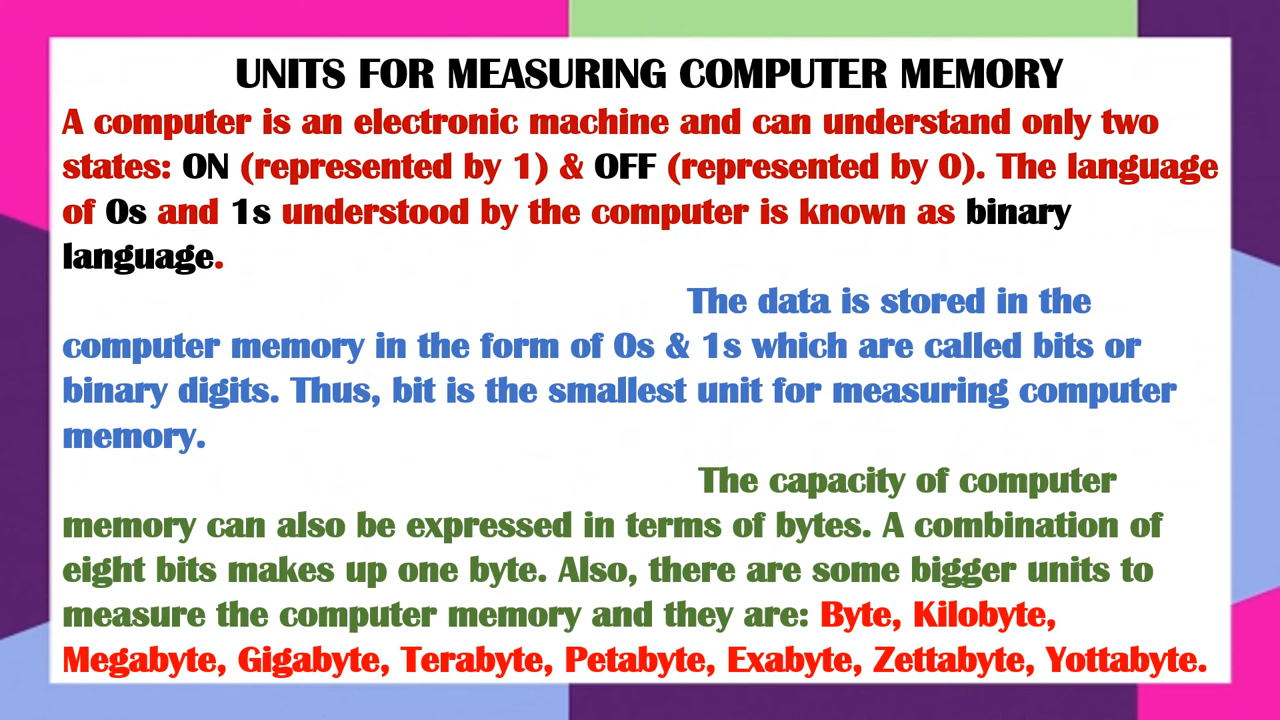 UNITS FOR MEASURING COMPUTER MEMORY
A computer is an electronic machine and can understand only two
states: ON (represented by 1) & OFF (represented by 0). The language
of 0s and 1s understood by the computer is known as binary
language.
The data is stored in the
computer memory in the form of 0s & 1s which are called bits or
binary digits. Thus, bit is the smallest unit for measuring computer
memory.
The capacity of computer
memory can also be expressed in terms of bytes. A combination of
eight bits makes up one byte. Also, there are some bigger units to
measure the computer memory and they are: Byte, Kilobyte,
Megabyte, Gigabyte, Terabyte, Petabyte, Exabyte, Zettabyte, Yottabyte.